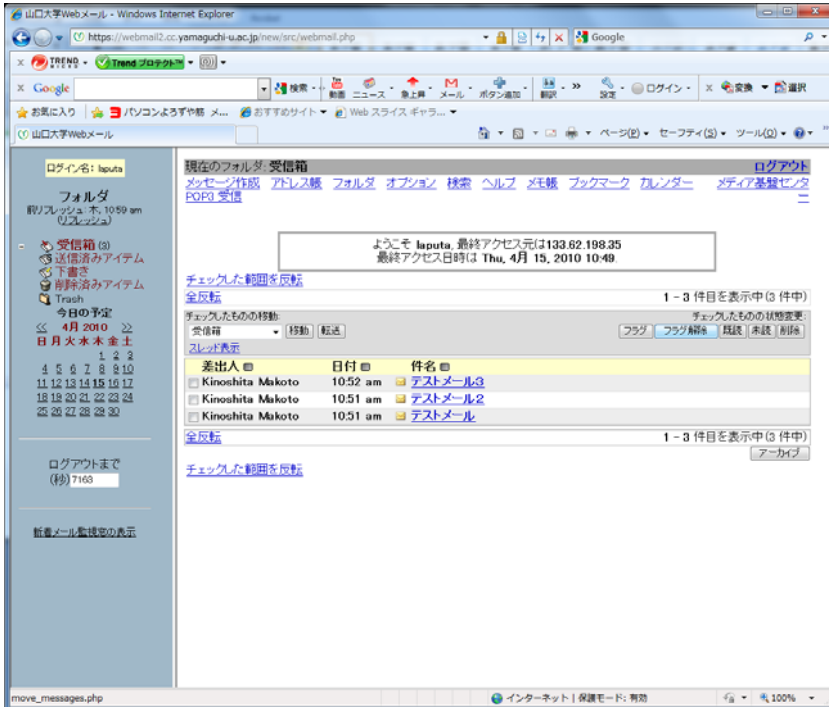 山口大学Webメール - Windows Internet Explorer
https://webmail2.cc.yamaguchi-u.ac.jp/new/src/webmail.php
Google
TREND
Trend プロテクト
Google
検索
動画 ニュース 急上昇 メール ボタン追加 翻訳 設定 ログイン
変換 選択
お気に入り パソコンよろずや筋 メ... おすすめサイト Web スライス ギャラ...
山口大学Webメール
ページ(P) セーフティ(S) ツール(O)
ログイン名: laputa
フォルダ
前リフレッシュ: 木, 10:59 am
(リフレッシュ)
受信箱 (3)
送信済みアイテム
下書き
削除済みアイテム
Trash
今日の予定
<< 4月 2010 >>
日 月 火 水 木 金 土
1 2 3
4 5 6 7 8 9 10
11 12 13 14 15 16 17
18 19 20 21 22 23 24
25 26 27 28 29 30
ログアウトまで
(秒) 7163
新着メール監視窓の表示
現在のフォルダ: 受信箱 ログアウト
メッセージ作成 アドレス帳 フォルダ オプション 検索 ヘルプ メモ帳 ブックマーク カレンダー メディア基盤センター
POP3 受信
ようこそ laputa, 最終アクセス元は133.62.198.35
最終アクセス日時は Thu, 4月 15, 2010 10:49.
チェックした範囲を反転
全反転 1 - 3 件目を表示中(3 件中)
チェックしたものの移動: チェックしたものの状態変更:
受信箱 移動 転送 フラグ フラグ解除 既読 未読 削除
スレッド表示
差出人 日付 件名
Kinoshita Makoto 10:52 am テストメール3
Kinoshita Makoto 10:51 am テストメール2
Kinoshita Makoto 10:51 am テストメール
全反転 1 - 3 件目を表示中(3 件中)
アーカイブ
チェックした範囲を反転
move_messages.php インターネット | 保護モード: 有効 100%